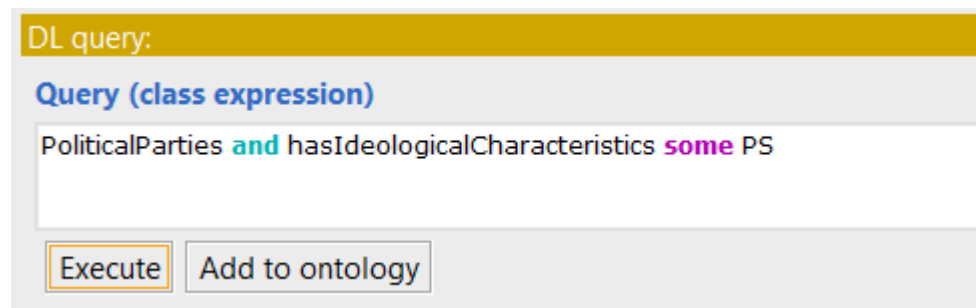 DL query:
Query (class expression)
PoliticalParties and hasIdeologicalCharacteristics some PS
Execute Add to ontology